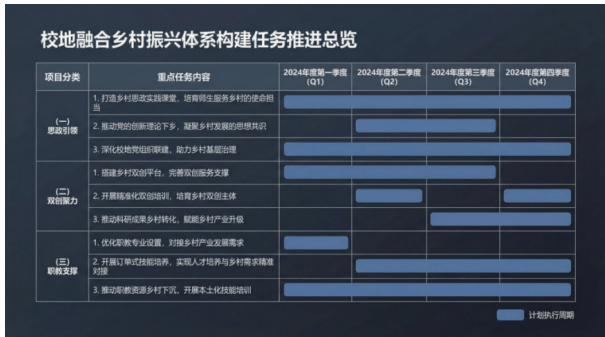 校地融合乡村振兴体系构建任务推进总览
项目分类
重点任务内容
2024年度第一季度
(Q1)
2024年度第二季度
(Q2)
2024年度第三季度
(Q3)
2024年度第四季度
(Q4)
(一)
思政引领
1. 打造乡村思政实践课堂，培育师生服务乡村的使命担
当
2. 推动党的创新理论下乡，凝聚乡村发展的思想共识
3. 深化校地党组织联建，助力乡村基层治理
(二)
双创聚力
1. 搭建乡村双创平台，完善双创服务支撑
2. 开展精准化双创培训，培育乡村双创主体
3. 推动科研成果乡村转化，赋能乡村产业升级
(三)
职教支撑
1. 优化职教专业设置，对接乡村产业发展需求
2. 开展订单式技能培养，实现人才培养与乡村需求精准
对接
3. 推动职教资源乡村下沉，开展本土化技能培训
计划执行周期